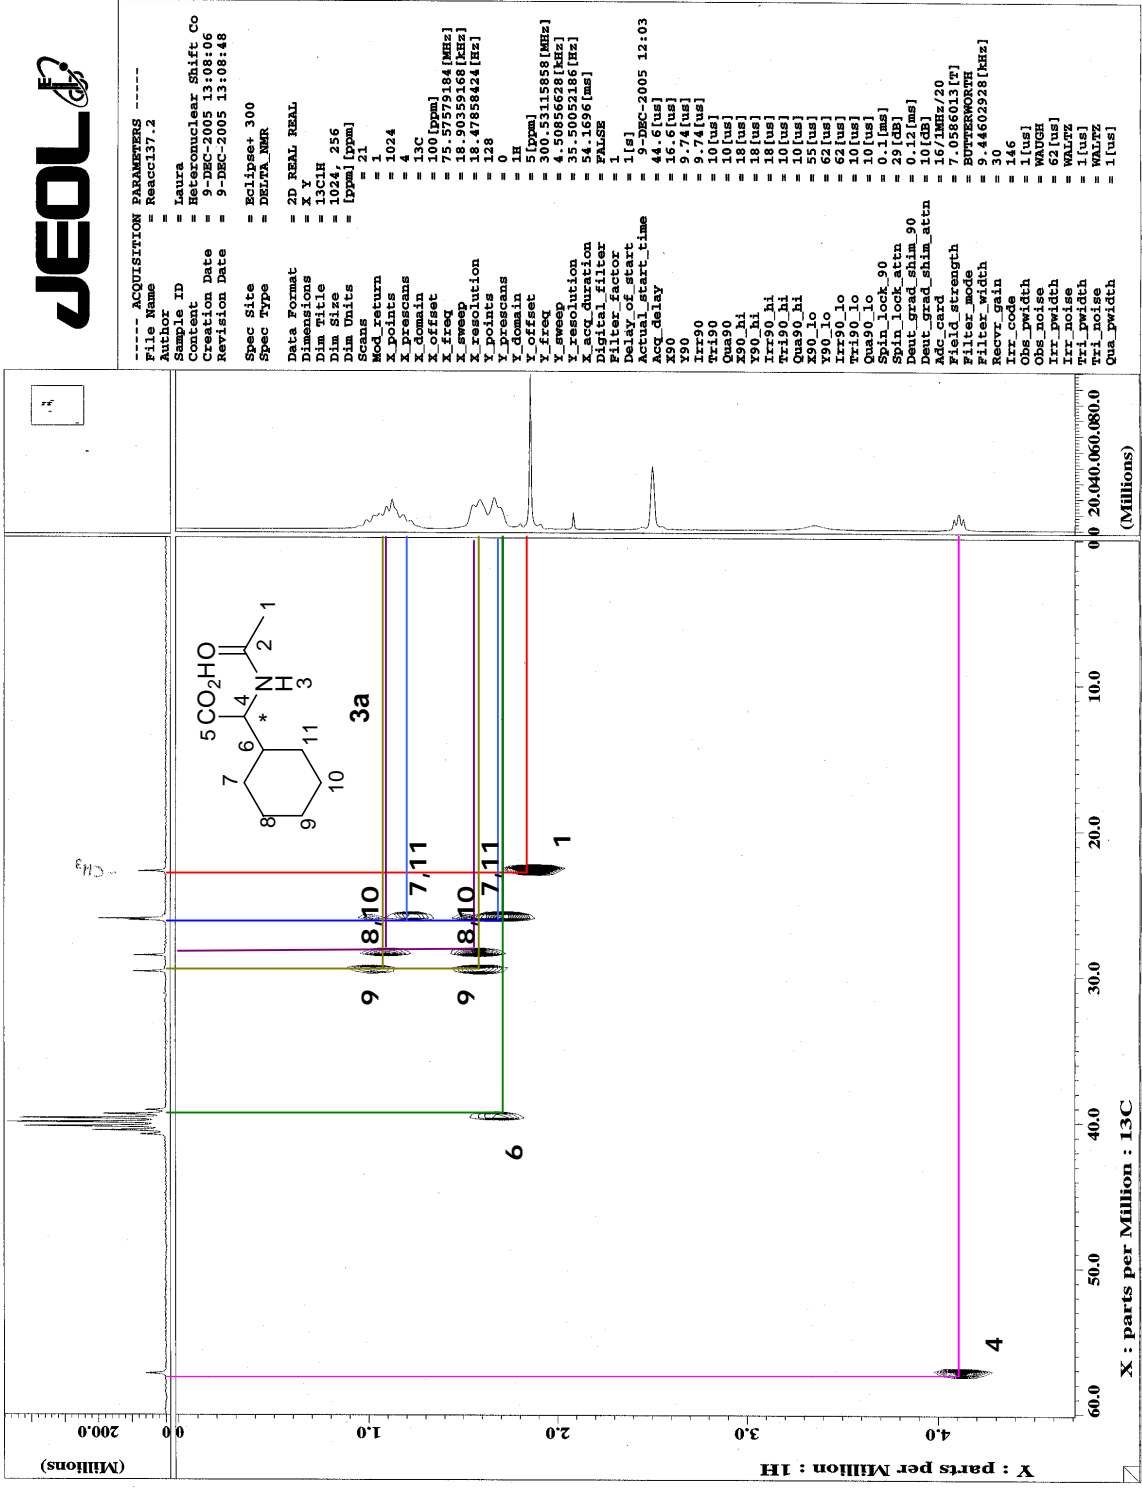 JEOL
----- ACQUISITION PARAMETERS -----
File Name = Reacc137.2
Author =
Sample ID = Laura
Content = Heteronuclear Shift Co
Creation Date = 9-DEC-2005 13:08:06
Revision Date = 9-DEC-2005 13:08:48
Spec Site = Eclipse+ 300
Spec Type = DELTA_NMR
Data Format = 2D REAL REAL
Dimensions = X Y
Dim Title = 13C1H
Dim Size = 1024, 256
Dim Units = [ppm][ppm]
Scans = 21
Mod_return = 1
X_points = 1024
X_prescans = 4
X_domain = 13C
X_offset = 100[ppm]
X_freq = 75.57579184[MHz]
X_sweep = 18.90359168[kHz]
X_resolution = 18.47858424[Hz]
Y_points = 128
Y_prescans = 0
Y_domain = 1H
Y_offset = 5[ppm]
Y_freq = 300.53115858[MHz]
Y_sweep = 4.50856628[kHz]
Y_resolution = 35.50052186[Hz]
X_acq_duration = 54.1696[ms]
Digital_filter = FALSE
Filter_factor = 1
Delay_of_start = 1[s]
Actual_start_time = 9-DEC-2005 12:03
Acq_delay = 44.6[us]
X90 = 16.6[us]
Y90 = 9.74[us]
Irr90 = 9.74[us]
Tri90 = 10[us]
Qua90 = 10[us]
X90_hi = 18[us]
Y90_hi = 18[us]
Irr90_hi = 18[us]
Tri90_hi = 10[us]
Qua90_hi = 10[us]
X90_lo = 55[us]
Y90_lo = 62[us]
Irr90_lo = 62[us]
Tri90_lo = 10[us]
Qua90_lo = 10[us]
Spin_lock_90 = 0.1[ms]
Spin_lock_attn = 29[dB]
Deut_grad_shim_90 = 0.12[ms]
Deut_grad_shim_attn = 10[dB]
Adc_card = 16/1MHz/20
Field_strength = 7.0586013[T]
Filter_mode = BUTTERWORTH
Filter_width = 9.44602928[kHz]
Recvr_gain = 30
Irr_code = 146
Obs_pwidth = 1[us]
Obs_noise = WAUGH
Irr_pwidth = 62[us]
Irr_noise = WALTZ
Tri_pwidth = 1[us]
Tri_noise = WALTZ
Qua_pwidth = 1[us]
(Millions)
0 200.0
Y : parts per Million : 1H
0 1.0 2.0 3.0 4.0
X : parts per Million : 13C
60.0 50.0 40.0 30.0 20.0 10.0 0
(Millions)
0.0 20.0 40.0 60.0 80.0
-CH3
5 CO2H O
4 2 1
*
N
H
3
6
7 11
8 10
9
3a
9 8,10 7,11
9 8,10 7,11 1
6
4